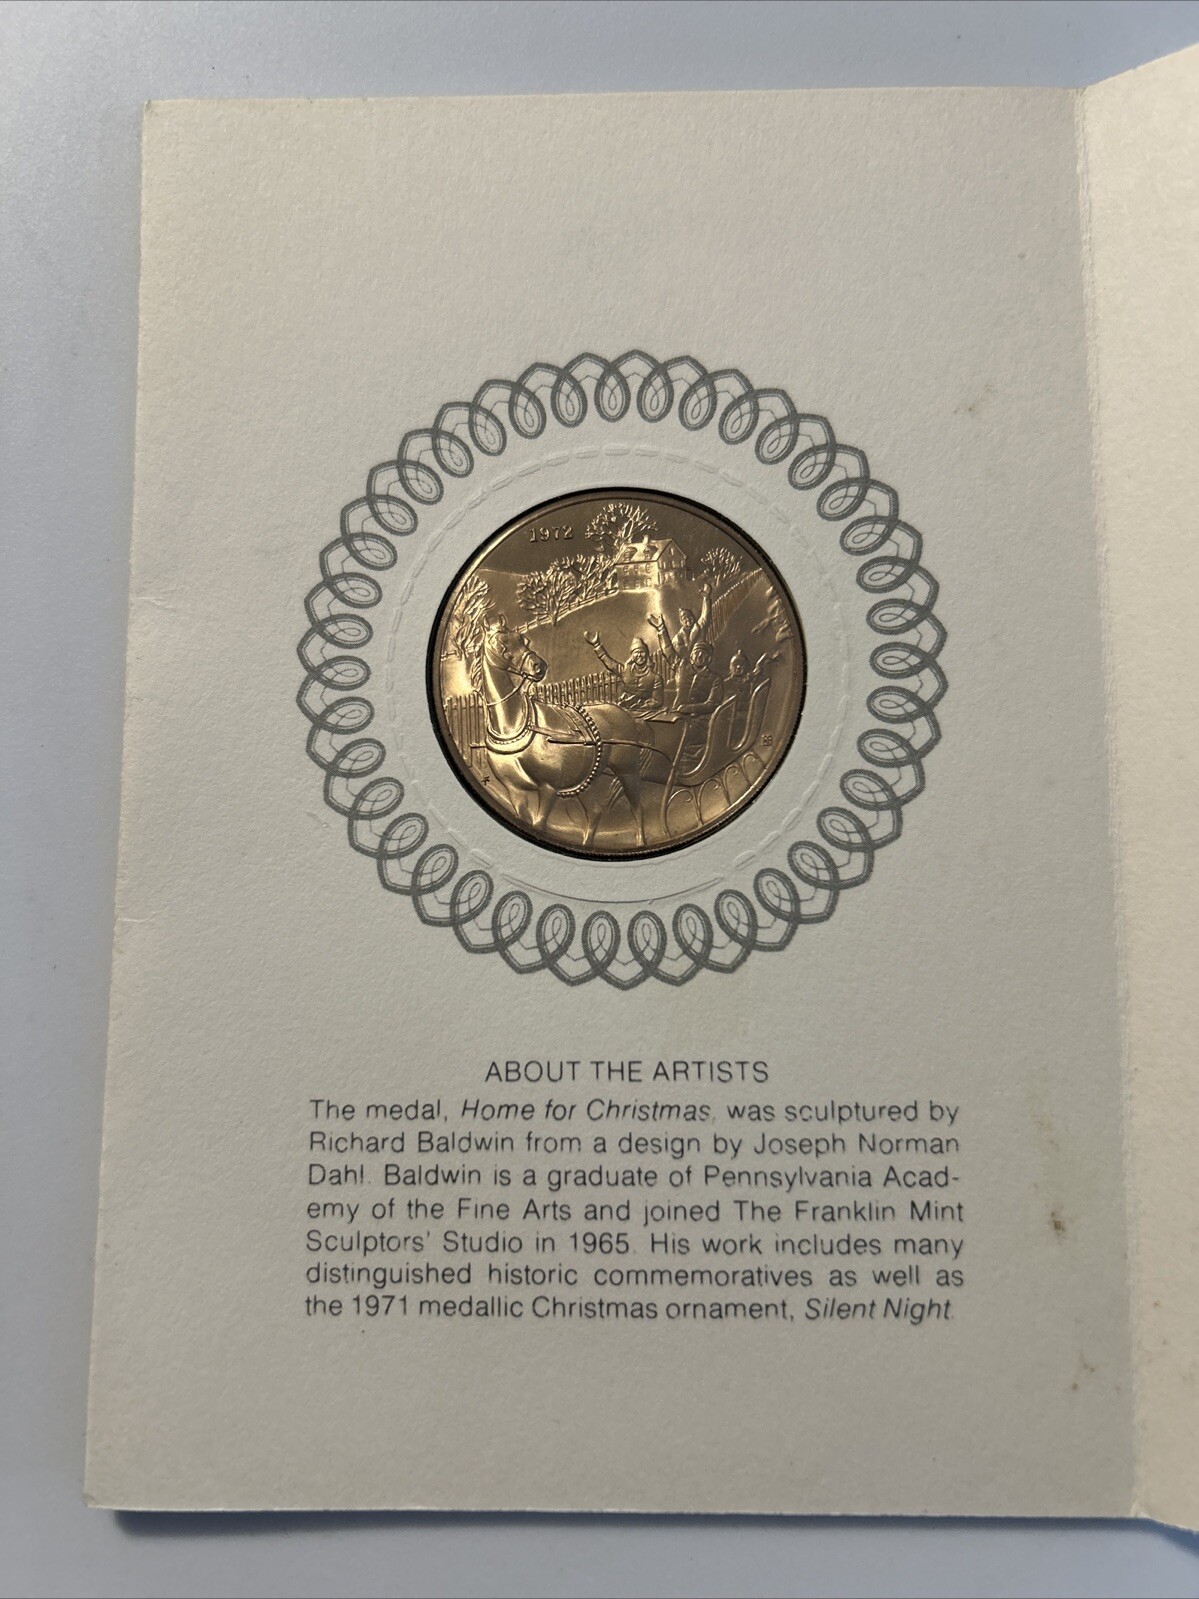 1972
ABOUT THE ARTISTS
The medal, Home for Christmas, was sculptured by
Richard Baldwin from a design by Joseph Norman
Dahl. Baldwin is a graduate of Pennsylvania Acad-
emy of the Fine Arts and joined The Franklin Mint
Sculptors' Studio in 1965. His work includes many
distinguished historic commemoratives as well as
the 1971 medallic Christmas ornament, Silent Night.